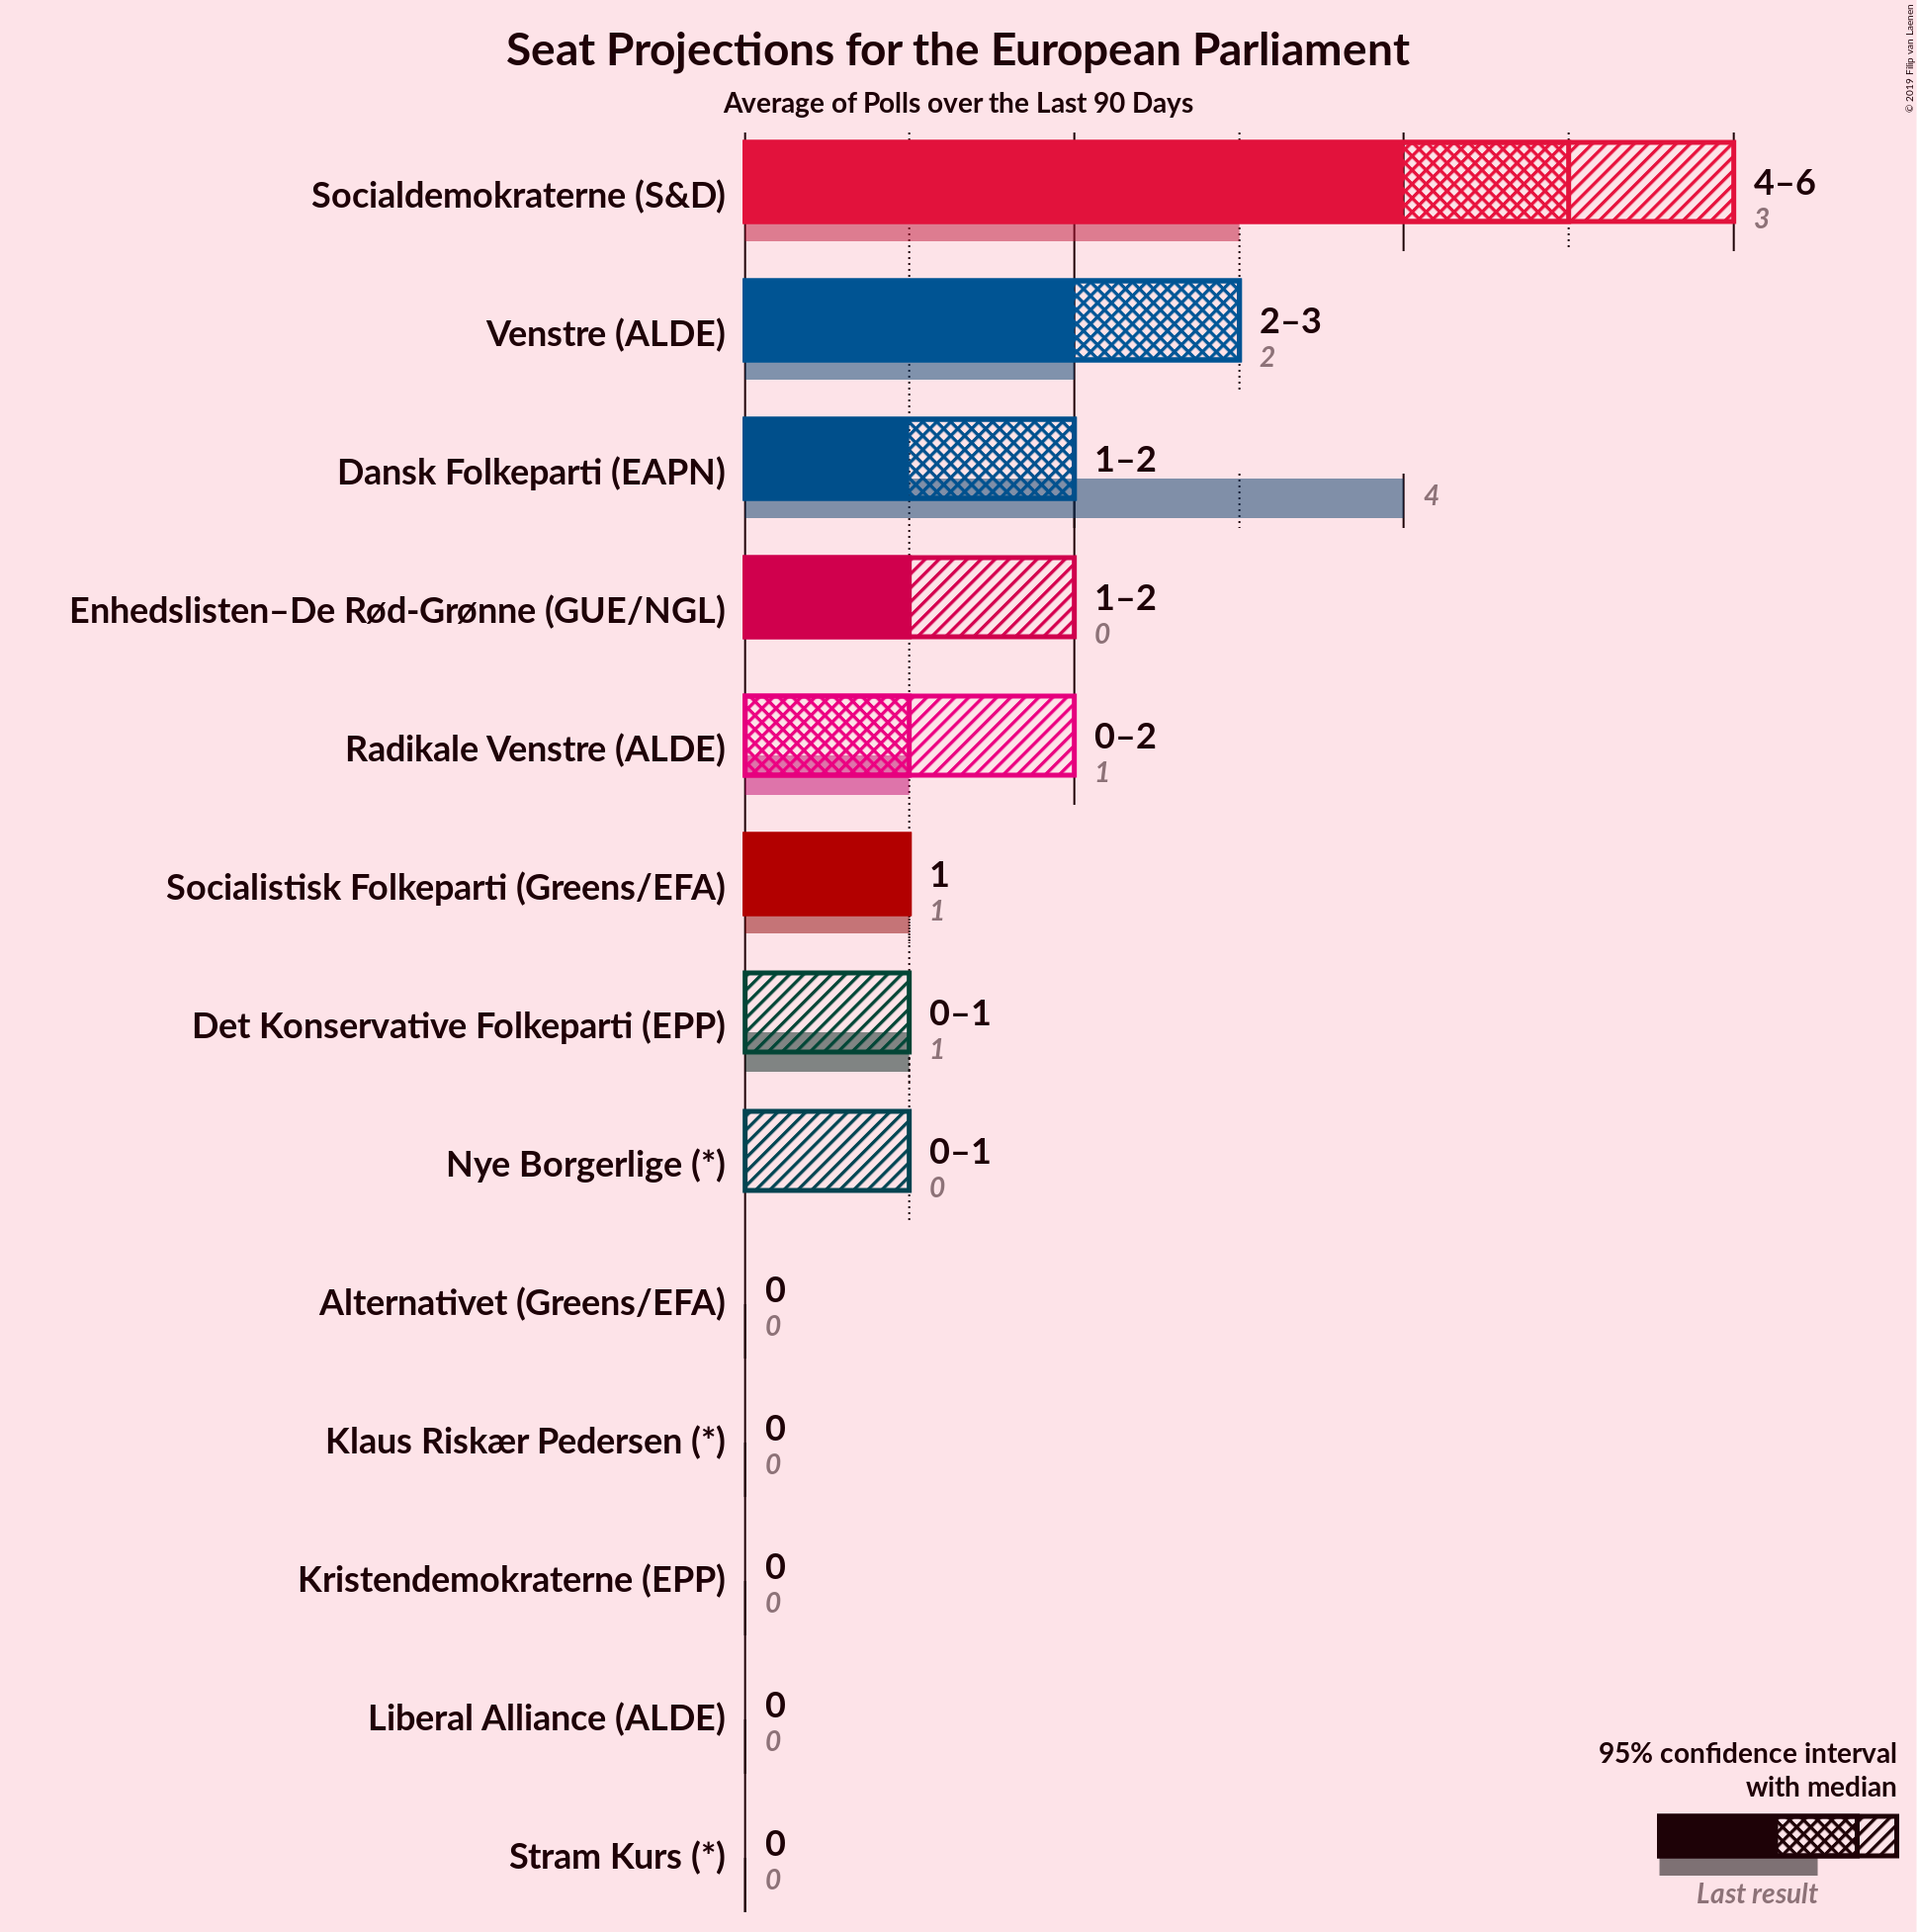 Seat Projections for the European Parliament
Average of Polls over the Last 90 Days
© 2019 Filip van Laenen
Socialdemokraterne (S&D)
4–6
3
Venstre (ALDE)
2–3
2
Dansk Folkeparti (EAPN)
1–2
4
Enhedslisten–De Rød-Grønne (GUE/NGL)
1–2
0
Radikale Venstre (ALDE)
0–2
1
Socialistisk Folkeparti (Greens/EFA)
1
1
Det Konservative Folkeparti (EPP)
0–1
1
Nye Borgerlige (*)
0–1
0
Alternativet (Greens/EFA)
0
0
Klaus Riskær Pedersen (*)
0
0
Kristendemokraterne (EPP)
0
0
Liberal Alliance (ALDE)
0
0
Stram Kurs (*)
0
0
95% confidence interval
with median
Last result